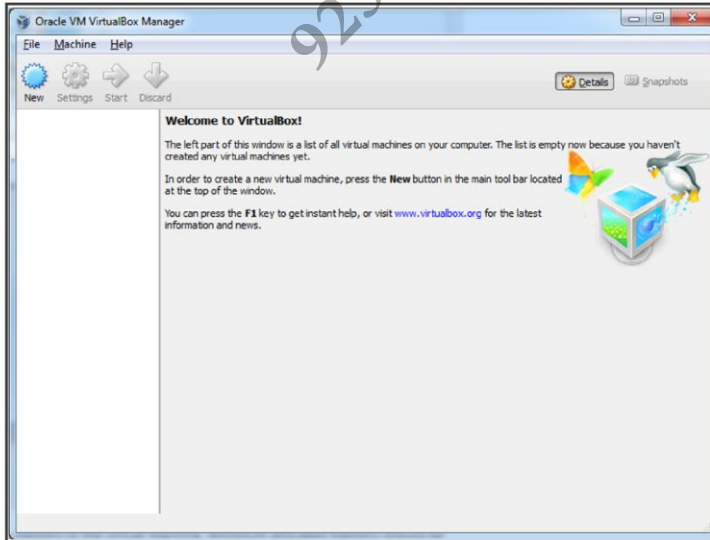 Oracle VM VirtualBox Manager
File Machine Help
New Settings Start Discard
Details Snapshots
Welcome to VirtualBox!
The left part of this window is a list of all virtual machines on your computer. The list is empty now because you haven't
created any virtual machines yet.
In order to create a new virtual machine, press the New button in the main tool bar located
at the top of the window.
You can press the F1 key to get instant help, or visit www.virtualbox.org for the latest
information and news.